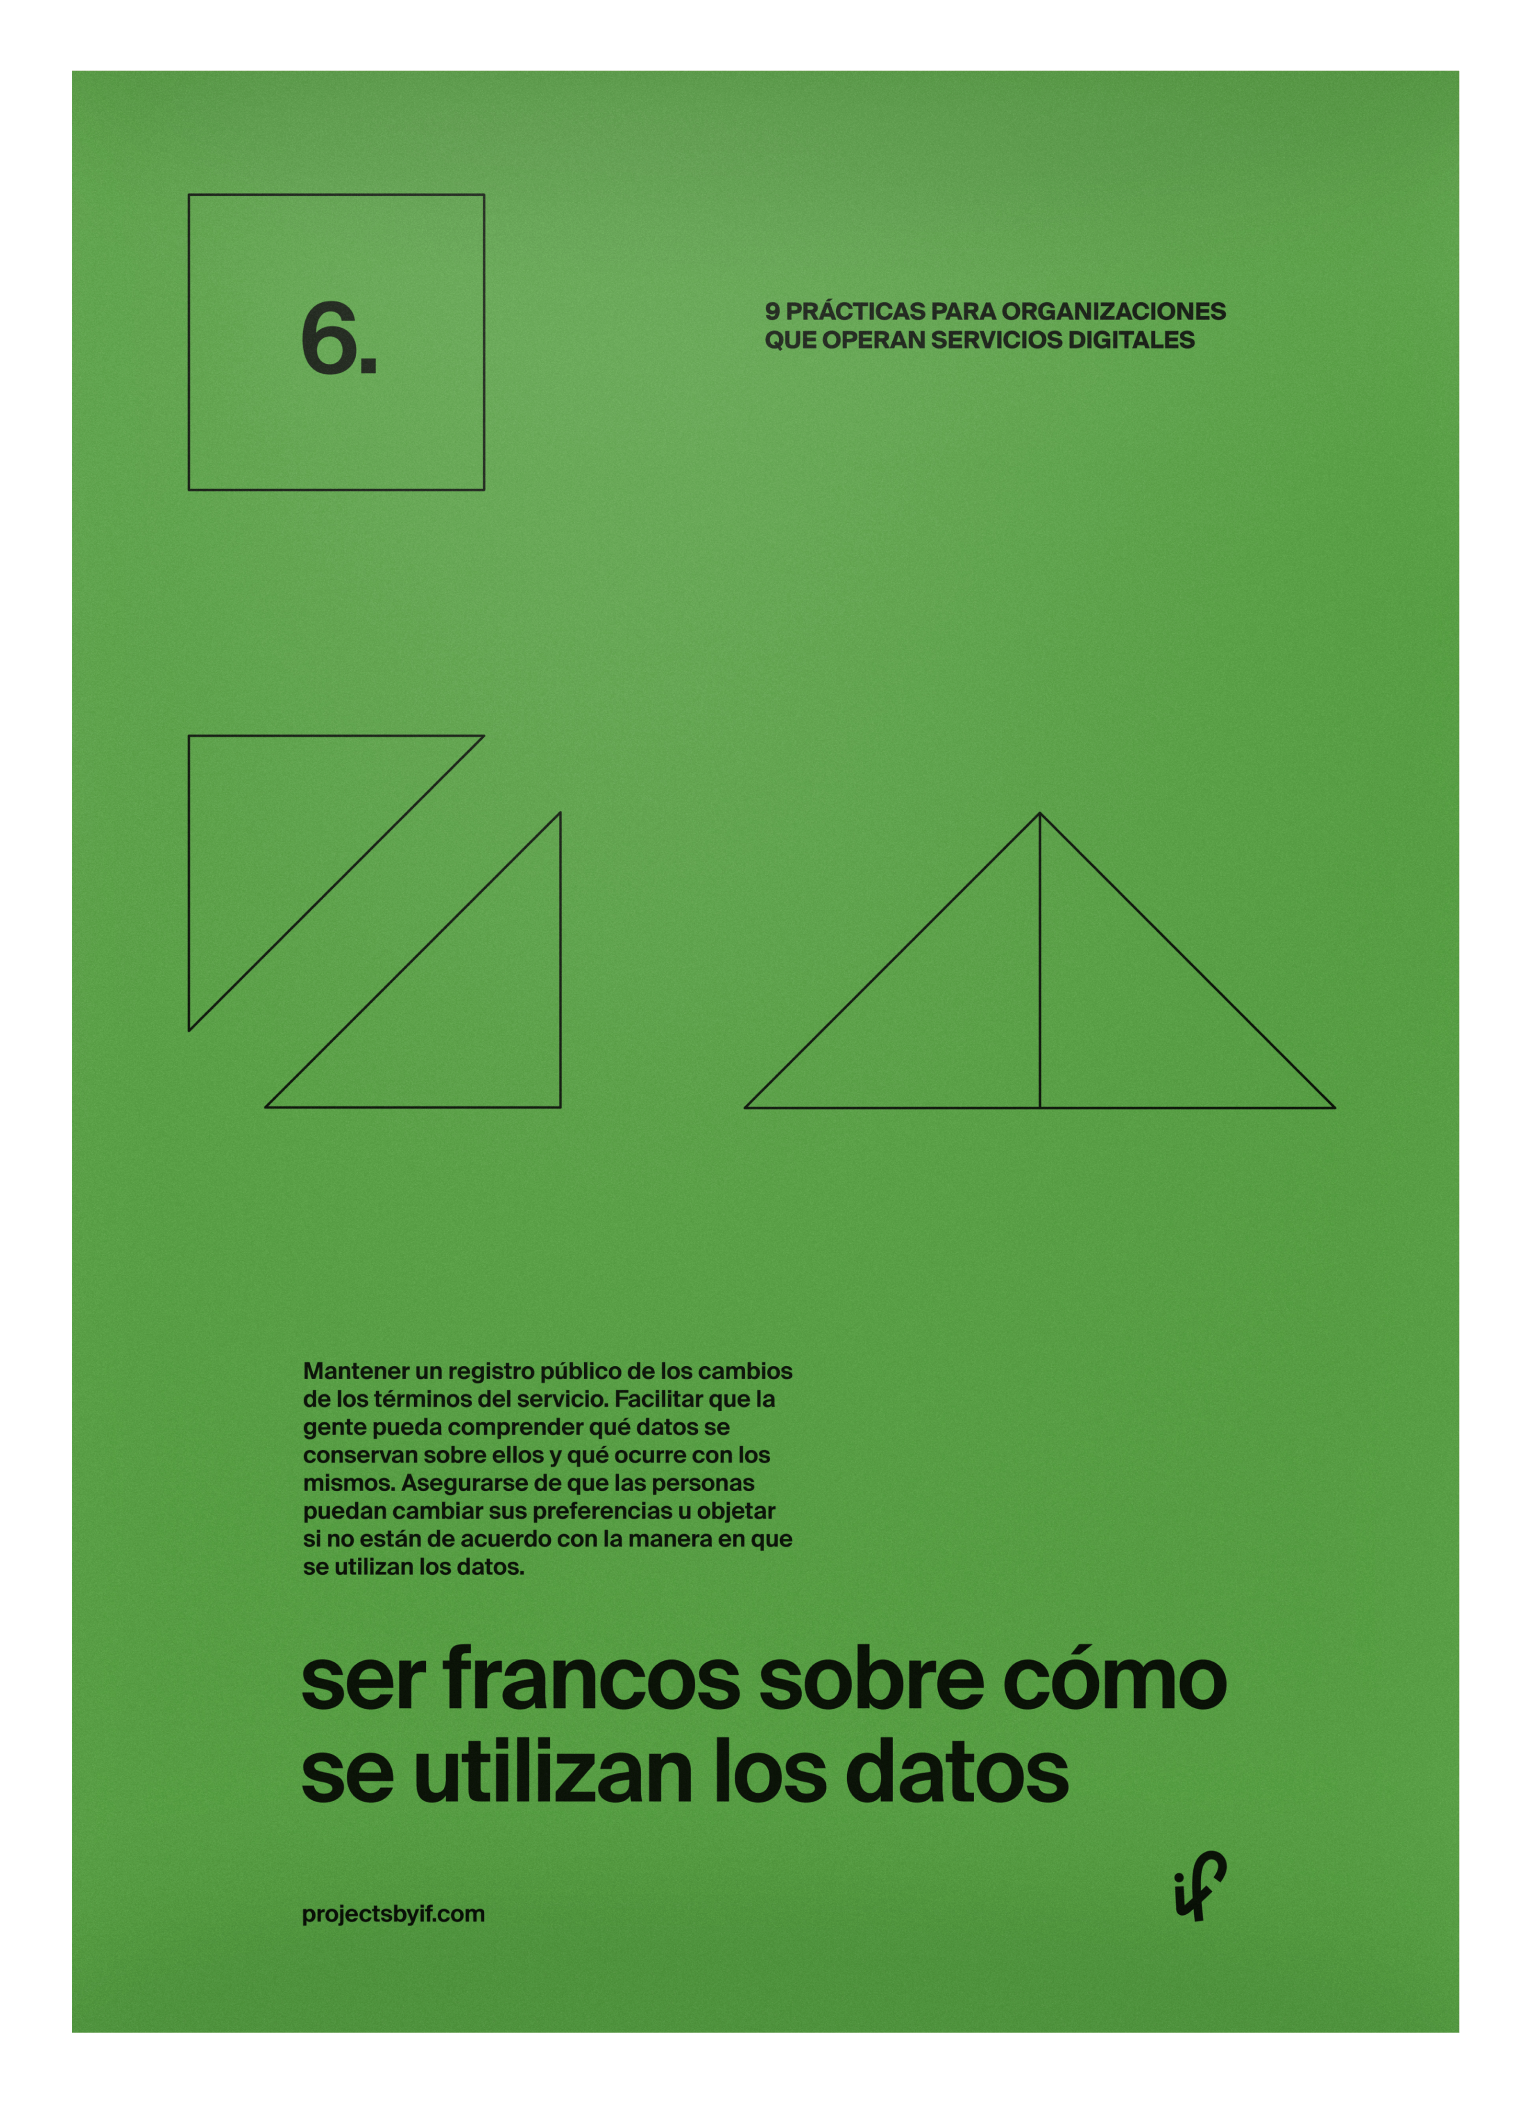 6.
9 PRÁCTICAS PARA ORGANIZACIONES
QUE OPERAN SERVICIOS DIGITALES
Mantener un registro público de los cambios
de los términos del servicio. Facilitar que la
gente pueda comprender qué datos se
conservan sobre ellos y qué ocurre con los
mismos. Asegurarse de que las personas
puedan cambiar sus preferencias u objetar
si no están de acuerdo con la manera en que
se utilizan los datos.
ser francos sobre cómo
se utilizan los datos
projectsbyif.com
if